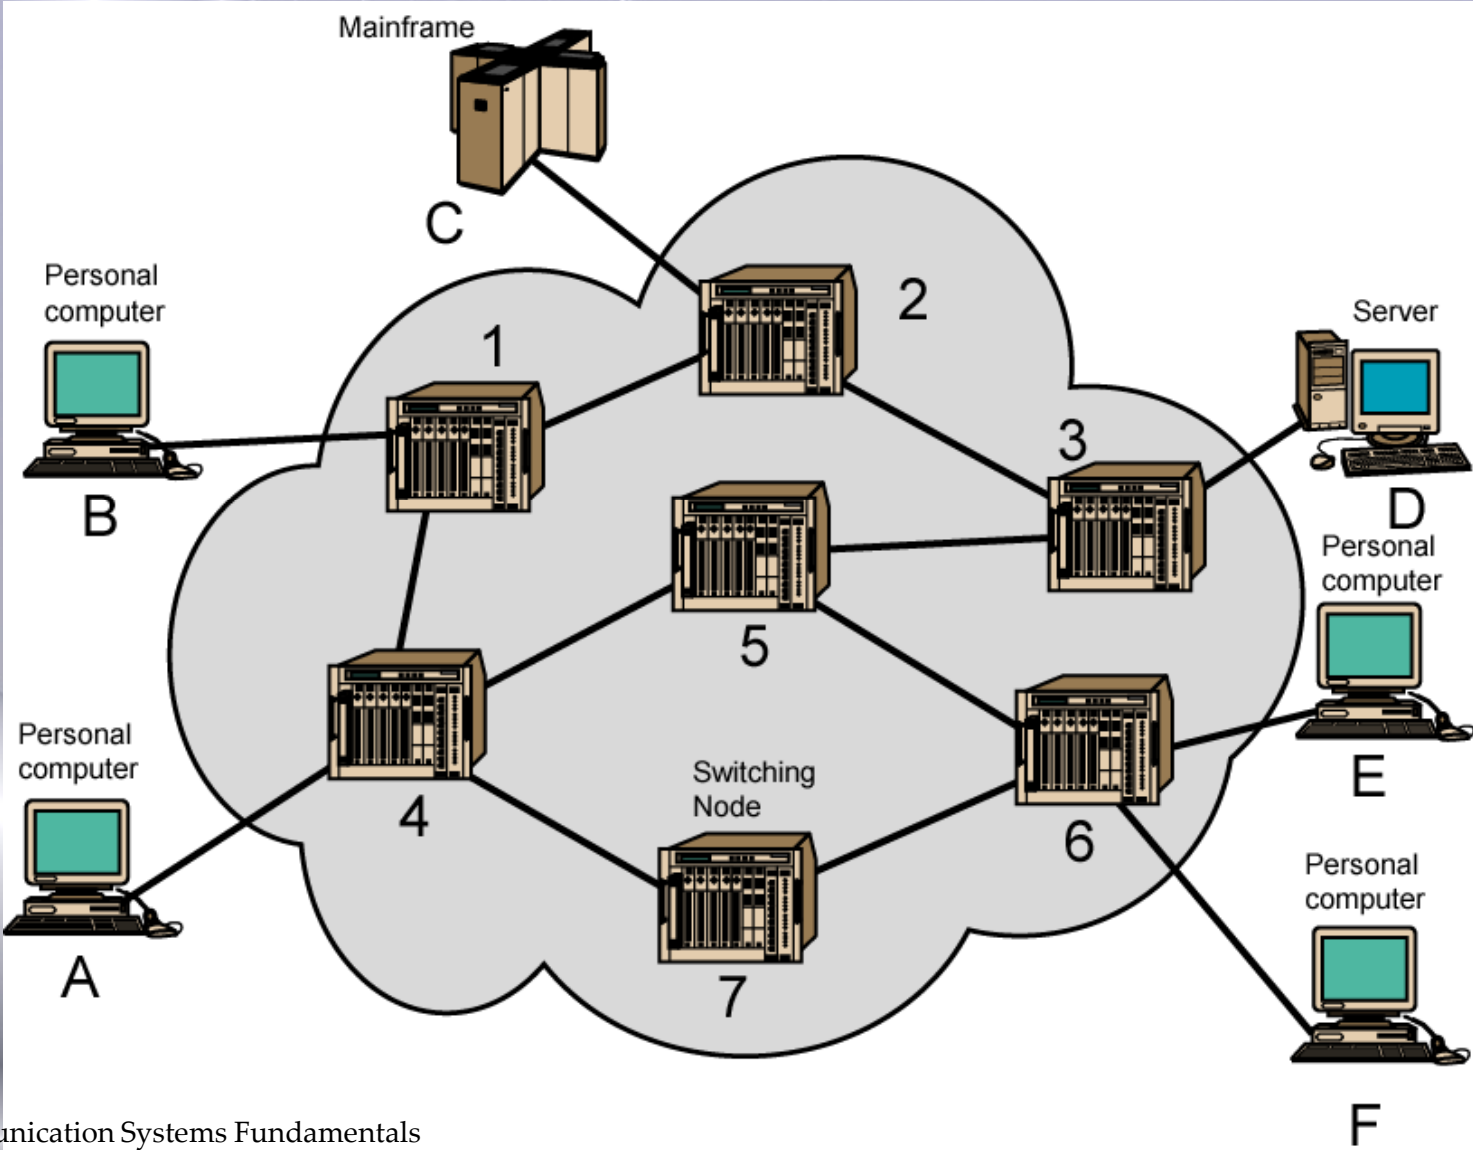 Mainframe
C
Personal
computer
B
1
2
Server
D
3
Personal
computer
E
5
4
Personal
computer
A
Switching
Node
7
6
Personal
computer
F
Systems Fundamentals